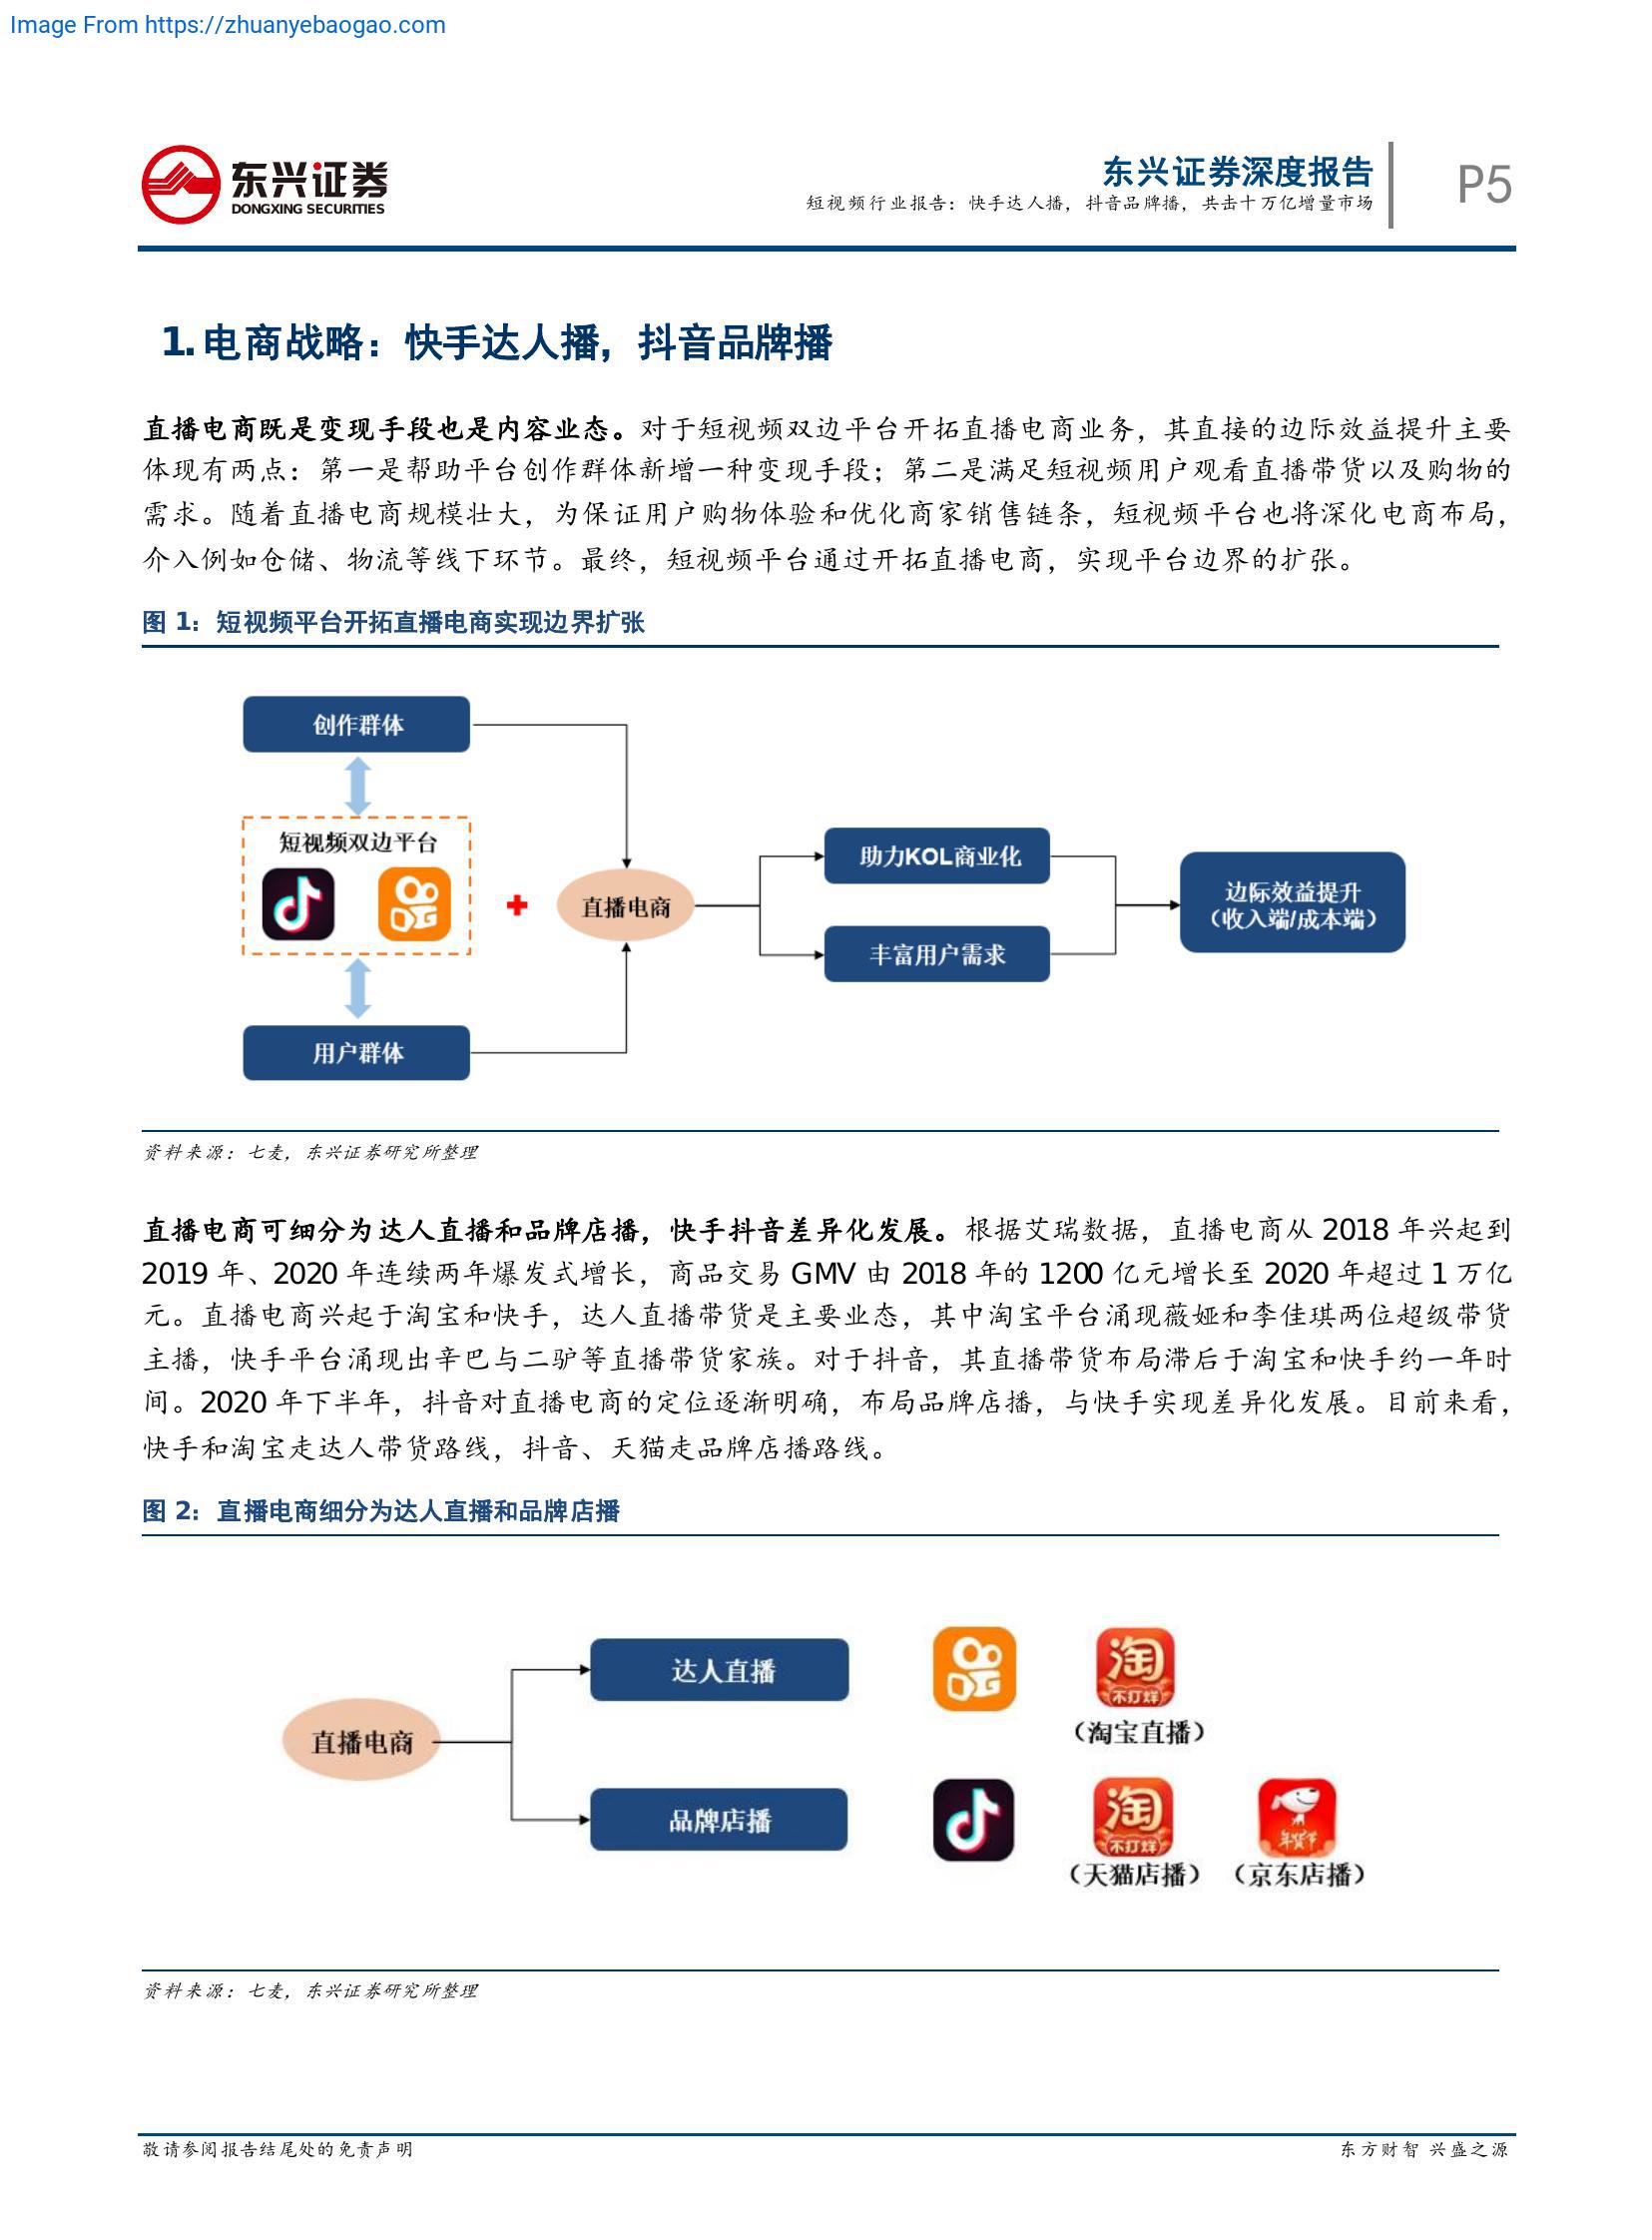 Image From https://zhuanyebaogao.com
东兴证券
DONGXING SECURITIES
东兴证券深度报告
短视频行业报告：快手达人播，抖音品牌播，共击十万亿增量市场
P5
1.电商战略：快手达人播，抖音品牌播
直播电商既是变现手段也是内容业态。对于短视频双边平台开拓直播电商业务，其直接的边际效益提升主要
体现有两点：第一是帮助平台创作群体新增一种变现手段；第二是满足短视频用户观看直播带货以及购物的
需求。随着直播电商规模壮大，为保证用户购物体验和优化商家销售链条，短视频平台也将深化电商布局，
介入例如仓储、物流等线下环节。最终，短视频平台通过开拓直播电商，实现平台边界的扩张。
图 1：短视频平台开拓直播电商实现边界扩张
创作群体
短视频双边平台
直播电商
用户群体
助力KOL商业化
丰富用户需求
边际效益提升
（收入端/成本端）
资料来源：七麦，东兴证券研究所整理
直播电商可细分为达人直播和品牌店播，快手抖音差异化发展。根据艾瑞数据，直播电商从 2018 年兴起到
2019 年、2020 年连续两年爆发式增长，商品交易 GMV 由 2018 年的 1200 亿元增长至 2020 年超过 1 万亿
元。直播电商兴起于淘宝和快手，达人直播带货是主要业态，其中淘宝平台涌现薇娅和李佳琪两位超级带货
主播，快手平台涌现出辛巴与二驴等直播带货家族。对于抖音，其直播带货布局滞后于淘宝和快手约一年时
间。2020 年下半年，抖音对直播电商的定位逐渐明确，布局品牌店播，与快手实现差异化发展。目前来看，
快手和淘宝走达人带货路线，抖音、天猫走品牌店播路线。
图 2：直播电商细分为达人直播和品牌店播
直播电商
达人直播
淘
不打烊
（淘宝直播）
品牌店播
淘
不打烊
（天猫店播）
年货节
（京东店播）
资料来源：七麦，东兴证券研究所整理
敬请参阅报告结尾处的免责声明
东方财智 兴盛之源